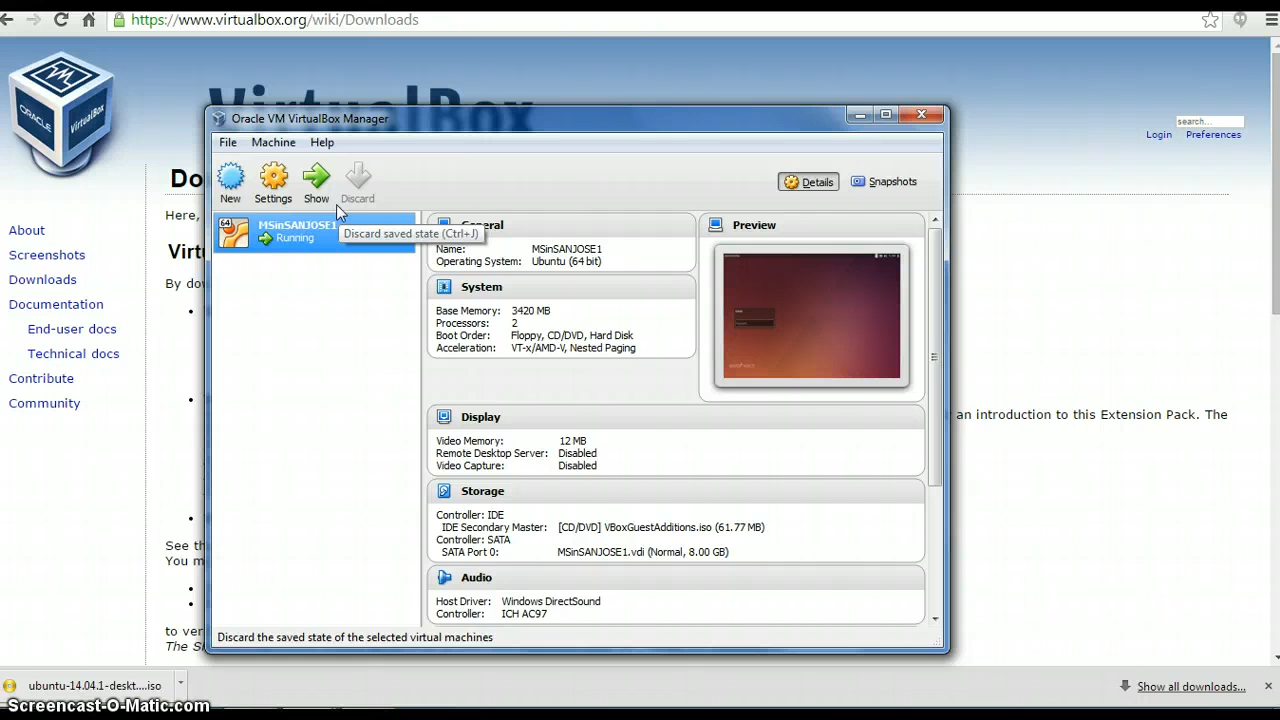 https://www.virtualbox.org/wiki/Downloads
VirtualBox
ORACLE
VirtualBox
search...
Login Preferences
About
Screenshots
Downloads
Documentation
End-user docs
Technical docs
Contribute
Community
Do
Here,
Virt
By do
an introduction to this Extension Pack. The
See th
You m
to ver
The S
Oracle VM VirtualBox Manager
File Machine Help
New Settings Show Discard
Details Snapshots
64
MSinSANJOSE1
Running
Discard saved state (Ctrl+J)
General
Name: MSinSANJOSE1
Operating System: Ubuntu (64 bit)
System
Base Memory: 3420 MB
Processors: 2
Boot Order: Floppy, CD/DVD, Hard Disk
Acceleration: VT-x/AMD-V, Nested Paging
Preview
Display
Video Memory: 12 MB
Remote Desktop Server: Disabled
Video Capture: Disabled
Storage
Controller: IDE
IDE Secondary Master: [CD/DVD] VBoxGuestAdditions.iso (61.77 MB)
Controller: SATA
SATA Port 0: MSinSANJOSE1.vdi (Normal, 8.00 GB)
Audio
Host Driver: Windows DirectSound
Controller: ICH AC97
Discard the saved state of the selected virtual machines
ubuntu-14.04.1-deskt....iso
Show all downloads...
Screencast-O-Matic.com